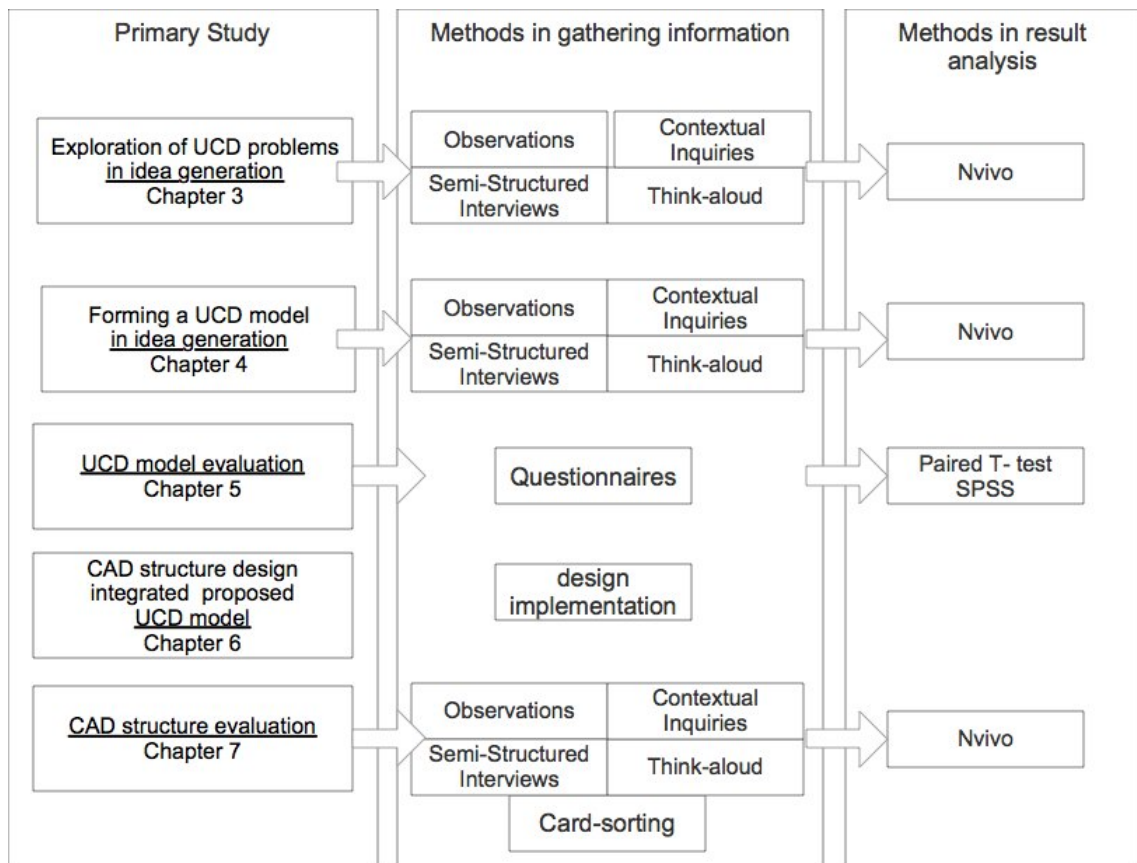 Primary Study
Methods in gathering information
Methods in result
analysis
Exploration of UCD problems
in idea generation
Chapter 3
Observations
Contextual
Inquiries
Semi-Structured
Interviews
Think-aloud
Nvivo
Forming a UCD model
in idea generation
Chapter 4
Observations
Contextual
Inquiries
Semi-Structured
Interviews
Think-aloud
Nvivo
UCD model evaluation
Chapter 5
Questionnaires
Paired T- test
SPSS
CAD structure design
integrated proposed
UCD model
Chapter 6
design
implementation
CAD structure evaluation
Chapter 7
Observations
Contextual
Inquiries
Semi-Structured
Interviews
Think-aloud
Card-sorting
Nvivo